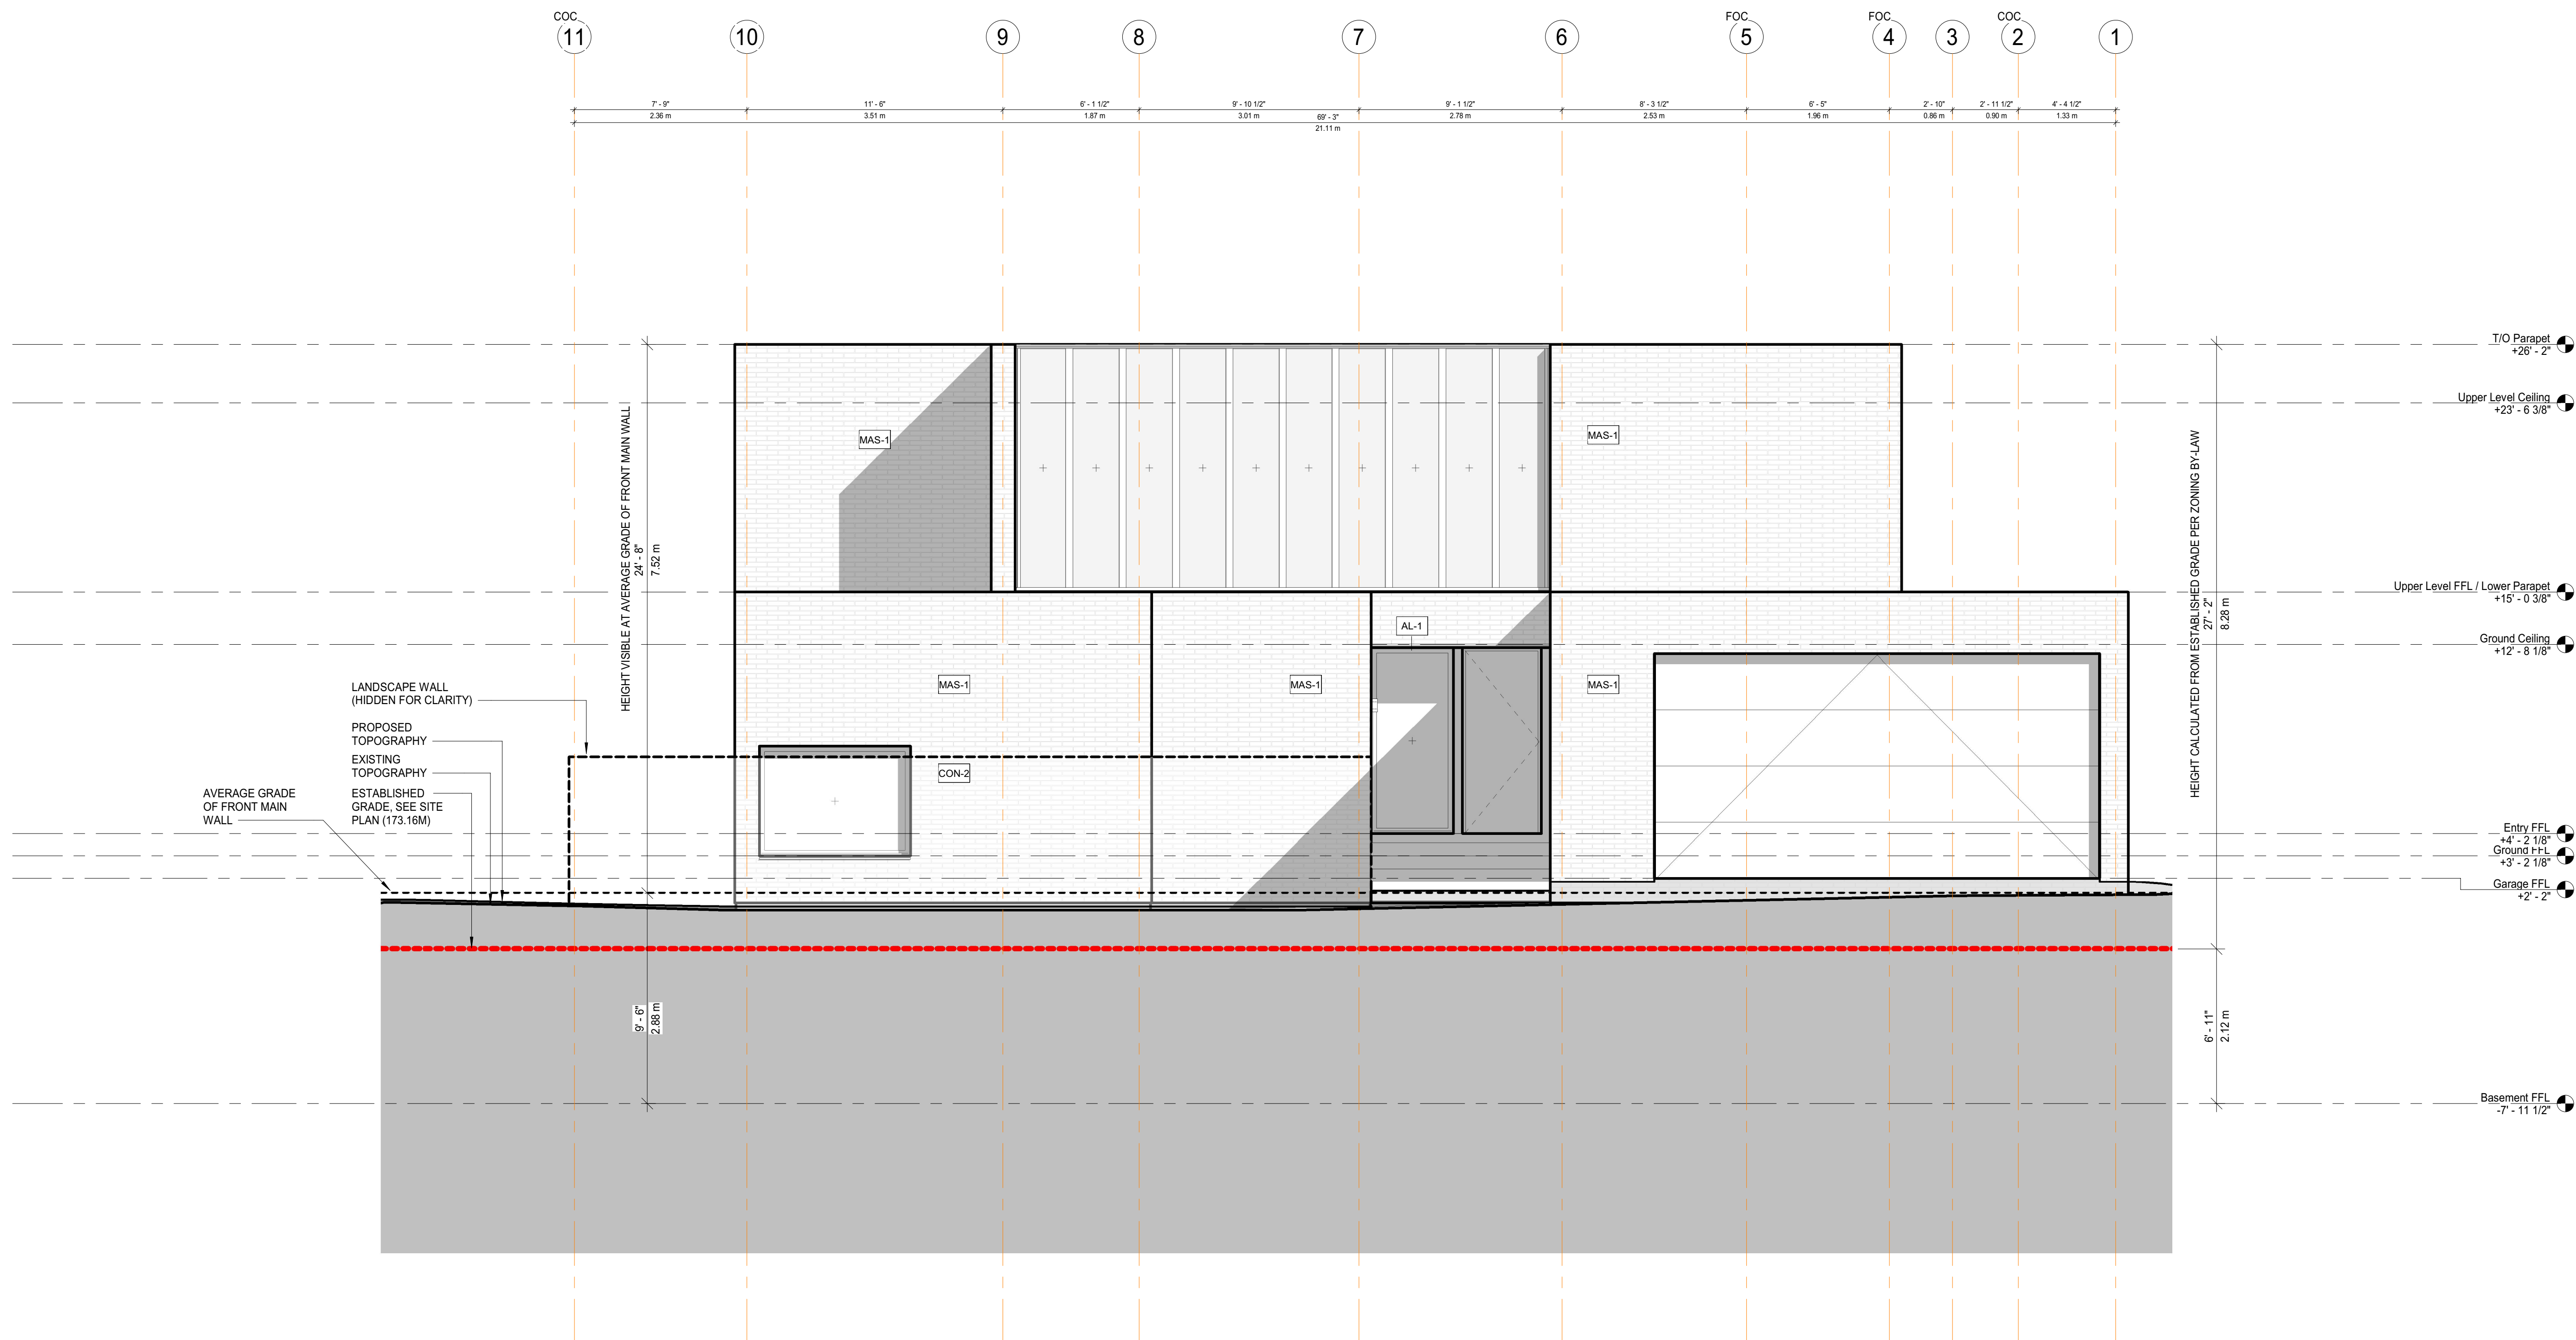 COC
FOC
FOC
COC
11
10
9
8
7
6
5
4
3
2
1
7' - 9"
11' - 6"
6' - 1 1/2"
9' - 10 1/2"
9' - 1 1/2"
8' - 3 1/2"
6' - 5"
2' - 10"
2' - 11 1/2"
4' - 4 1/2"
2.36 m
3.51 m
1.87 m
3.01 m
2.78 m
2.53 m
1.96 m
0.86 m
0.90 m
1.33 m
69' - 3"
21.11 m
T/O Parapet
+26' - 2"
Upper Level Ceiling
+23' - 6 3/8"
Upper Level FFL / Lower Parapet
+15' - 0 3/8"
Ground Ceiling
+12' - 8 1/8"
Entry FFL
+4' - 2 1/8"
Ground FFL
+3' - 2 1/8"
Garage FFL
+2' - 2"
Basement FFL
-7' - 11 1/2"
HEIGHT VISIBLE AT AVERAGE GRADE OF FRONT MAIN WALL
24' - 8"
7.52 m
9' - 6"
2.88 m
HEIGHT CALCULATED FROM ESTABLISHED GRADE PER ZONING BY-LAW
27' - 2"
8.28 m
6' - 11"
2.12 m
MAS-1
MAS-1
AL-1
MAS-1
MAS-1
MAS-1
CON-2
LANDSCAPE WALL
(HIDDEN FOR CLARITY)
PROPOSED
TOPOGRAPHY
EXISTING
TOPOGRAPHY
ESTABLISHED
GRADE, SEE SITE
PLAN (173.16M)
AVERAGE GRADE
OF FRONT MAIN
WALL